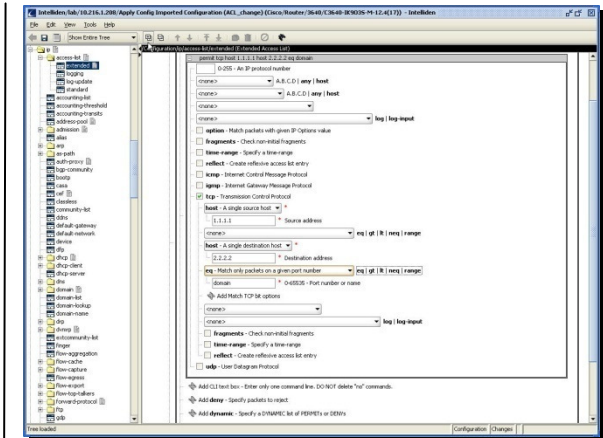 Intelliden/lab/10.216.1.208/Apply Config Imported Configuration (ACL_change) (Cisco/Router/3640/C3640-IK9O3S-M-12.4(17)) - Intelliden
File Edit View Tools Help
Show Entire Tree
Configuration/ip/access-list/extended (Extended Access List)
ip
access-list
extended
logging
log-update
standard
accounting-list
accounting-threshold
accounting-transits
address-pool
admission
alias
arp
as-path
auth-proxy
bgp-community
bootp
casa
cef
classless
community-list
ddns
default-gateway
default-network
device
dfp
dhcp
dhcp-client
dhcp-server
dns
domain
domain-list
domain-lookup
domain-name
drp
dvmrp
extcommunity-list
finger
flow-aggregation
flow-cache
flow-capture
flow-egress
flow-export
flow-top-talkers
forward-protocol
ftp
gdp
permit tcp host 1.1.1.1 host 2.2.2.2 eq domain
0-255 - An IP protocol number
<none> A.B.C.D | any | host
<none> A.B.C.D | any | host
<none>
<none> log | log-input
option - Match packets with given IP Options value
fragments - Check non-initial fragments
time-range - Specify a time-range
reflect - Create reflexive access list entry
icmp - Internet Control Message Protocol
igmp - Internet Gateway Message Protocol
tcp - Transmission Control Protocol
host - A single source host *
1.1.1.1 * Source address
<none> eq | gt | lt | neq | range
host - A single destination host *
2.2.2.2 * Destination address
eq - Match only packets on a given port number eq | gt | lt | neq | range
domain * 0-65535 - Port number or name
Add Match TCP bit options
<none>
<none> log | log-input
fragments - Check non-initial fragments
time-range - Specify a time-range
reflect - Create reflexive access list entry
udp - User Datagram Protocol
Add CLI text box - Enter only one command line. DO NOT delete "no" commands.
Add deny - Specify packets to reject
Add dynamic - Specify a DYNAMIC list of PERMITs or DENYs
Tree loaded
Configuration Changes